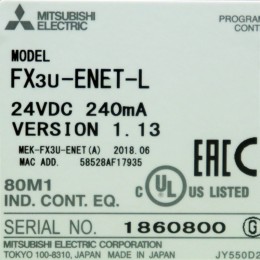 MITSUBISHI
ELECTRIC
PROGRAM
CONT
MODEL
FX3U-ENET-L
24VDC 240mA
VERSION 1.13
MEK-FX3U-ENET(A) 2018.06
MAC ADD. 58528AF17935
EAC
80M1
IND. CONT. EQ.
C UL US LISTED
SERIAL NO. 1860800 G
MITSUBISHI ELECTRIC CORPORATION
TOKYO 100-8310, JAPAN MADE IN JAPAN JY550D2